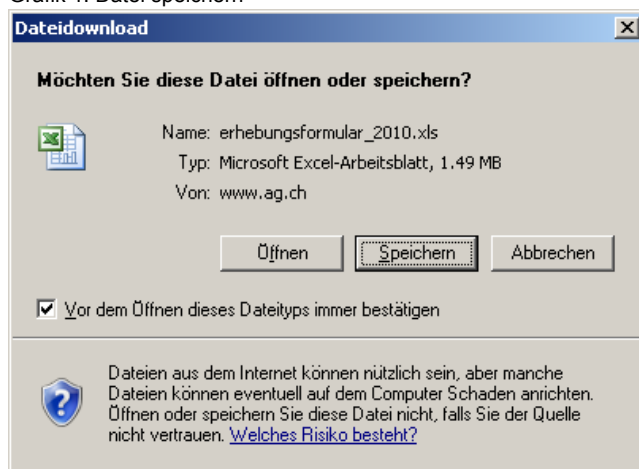 Grafik 1: Datei speichern
Dateidownload
Möchten Sie diese Datei öffnen oder speichern?
Name: erhebungsformular_2010.xls
Typ: Microsoft Excel-Arbeitsblatt, 1.49 MB
Von: www.ag.ch
Öffnen Speichern Abbrechen
Vor dem Öffnen dieses Dateityps immer bestätigen
Dateien aus dem Internet können nützlich sein, aber manche
Dateien können eventuell auf dem Computer Schaden anrichten.
Öffnen oder speichern Sie diese Datei nicht, falls Sie der Quelle
nicht vertrauen. Welches Risiko besteht?